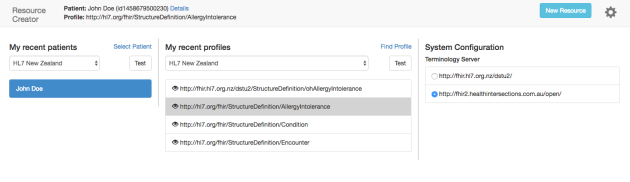 Resource Creator
Patient: John Doe (id1458679500230) Details
Profile: http://hl7.org/fhir/StructureDefinition/AllergyIntolerance
New Resource
My recent patients
Select Patient
HL7 New Zealand
Test
John Doe
My recent profiles
Find Profile
HL7 New Zealand
Test
http://fhir.hl7.org.nz/dstu2/StructureDefinition/ohAllergyIntolerance
http://hl7.org/fhir/StructureDefinition/AllergyIntolerance
http://hl7.org/fhir/StructureDefinition/Condition
http://hl7.org/fhir/StructureDefinition/Encounter
System Configuration
Terminology Server
http://fhir.hl7.org.nz/dstu2/
http://fhir2.healthintersections.com.au/open/